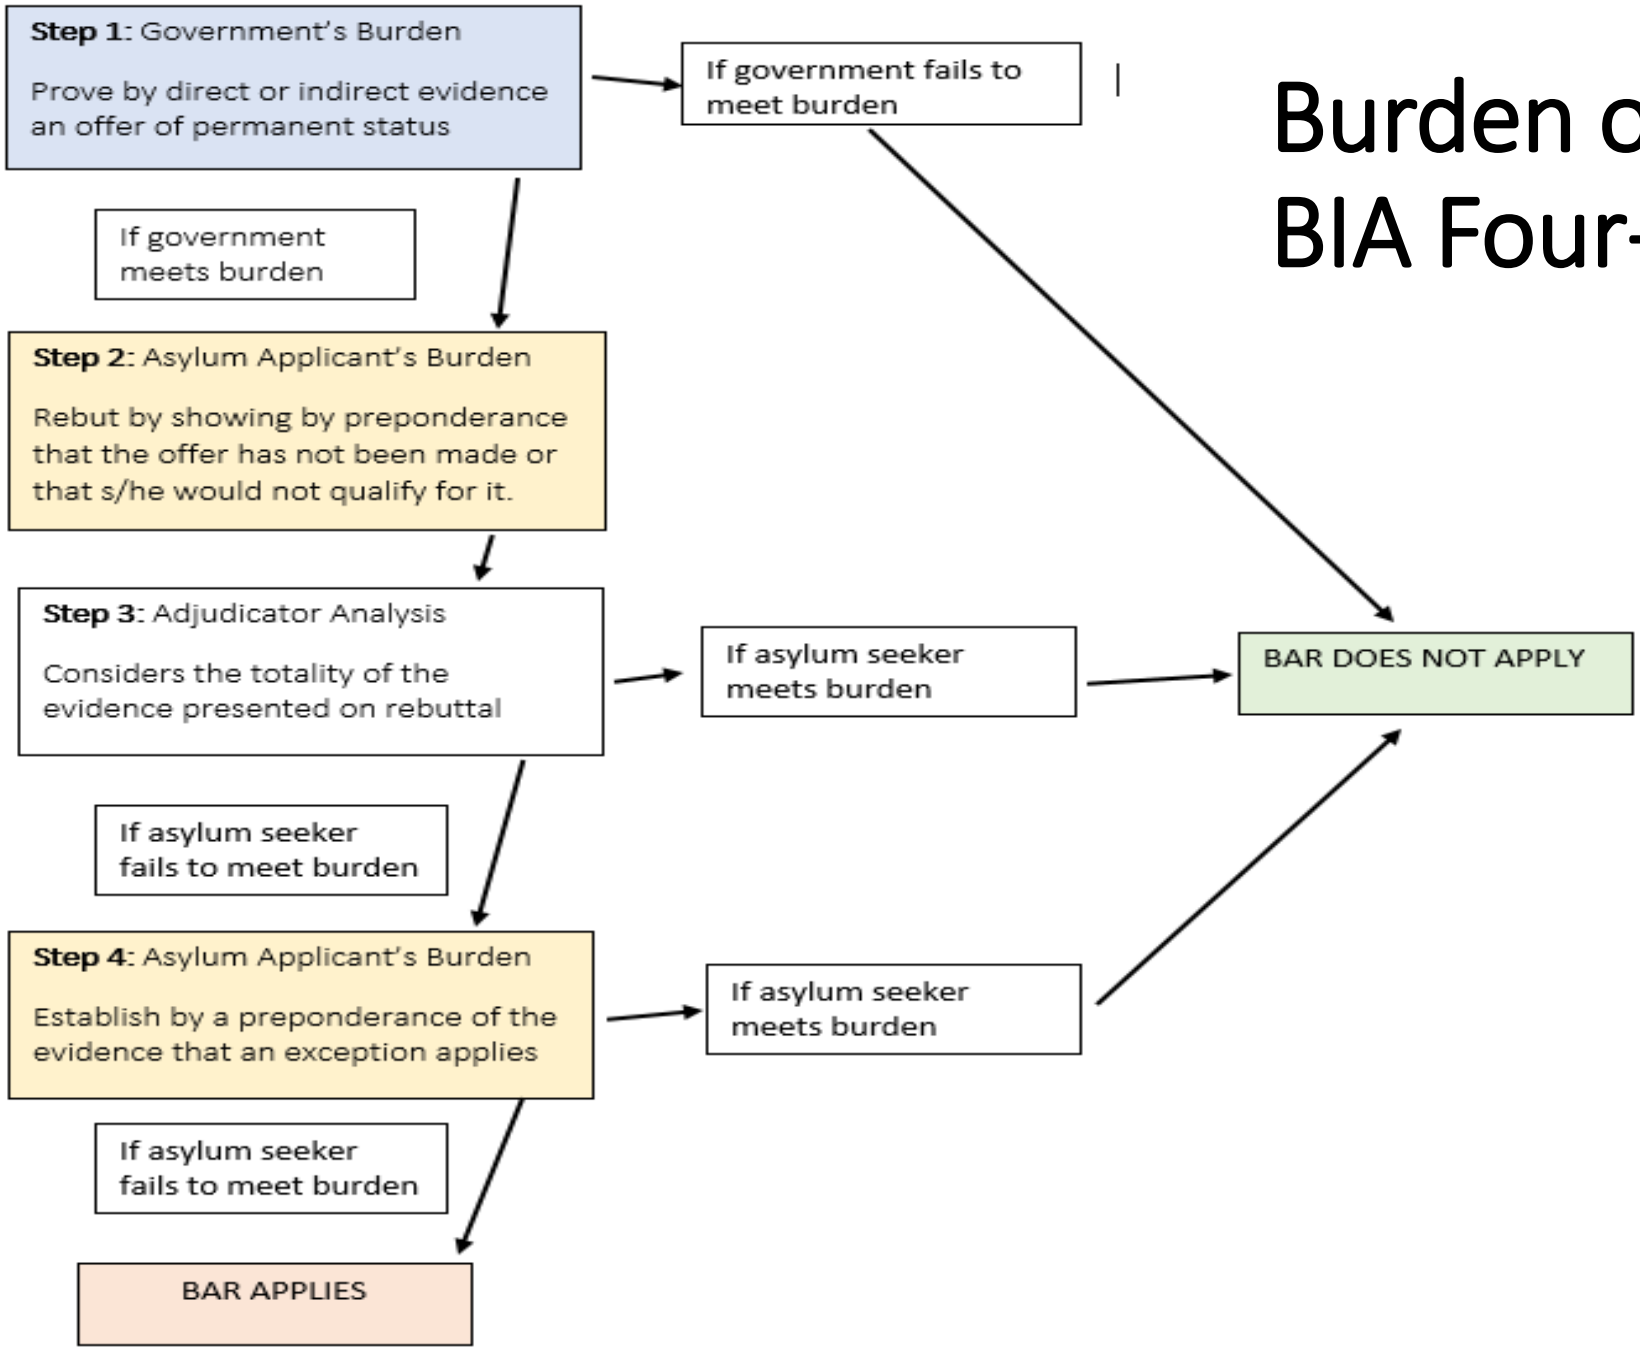 Step 1: Government's Burden
Prove by direct or indirect evidence
an offer of permanent status
If government fails to
meet burden
Burden o
BIA Four-
If government
meets burden
Step 2: Asylum Applicant's Burden
Rebut by showing by preponderance
that the offer has not been made or
that s/he would not qualify for it.
Step 3: Adjudicator Analysis
Considers the totality of the
evidence presented on rebuttal
If asylum seeker
meets burden
BAR DOES NOT APPLY
If asylum seeker
fails to meet burden
Step 4: Asylum Applicant's Burden
Establish by a preponderance of the
evidence that an exception applies
If asylum seeker
meets burden
If asylum seeker
fails to meet burden
BAR APPLIES